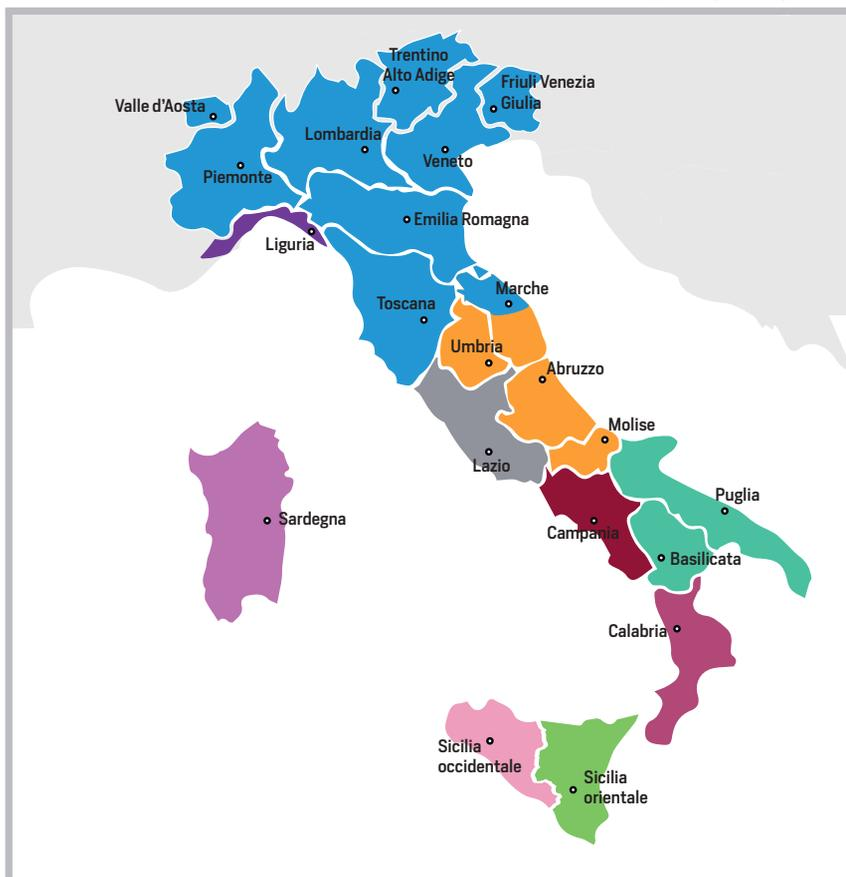 Trentino
Alto Adige
Friuli Venezia
Giulia
Valle d'Aosta
Lombardia
Veneto
Piemonte
Emilia Romagna
Liguria
Marche
Toscana
Umbria
Abruzzo
Molise
Lazio
Puglia
Sardegna
Campania
Basilicata
Calabria
Sicilia
occidentale
Sicilia
orientale